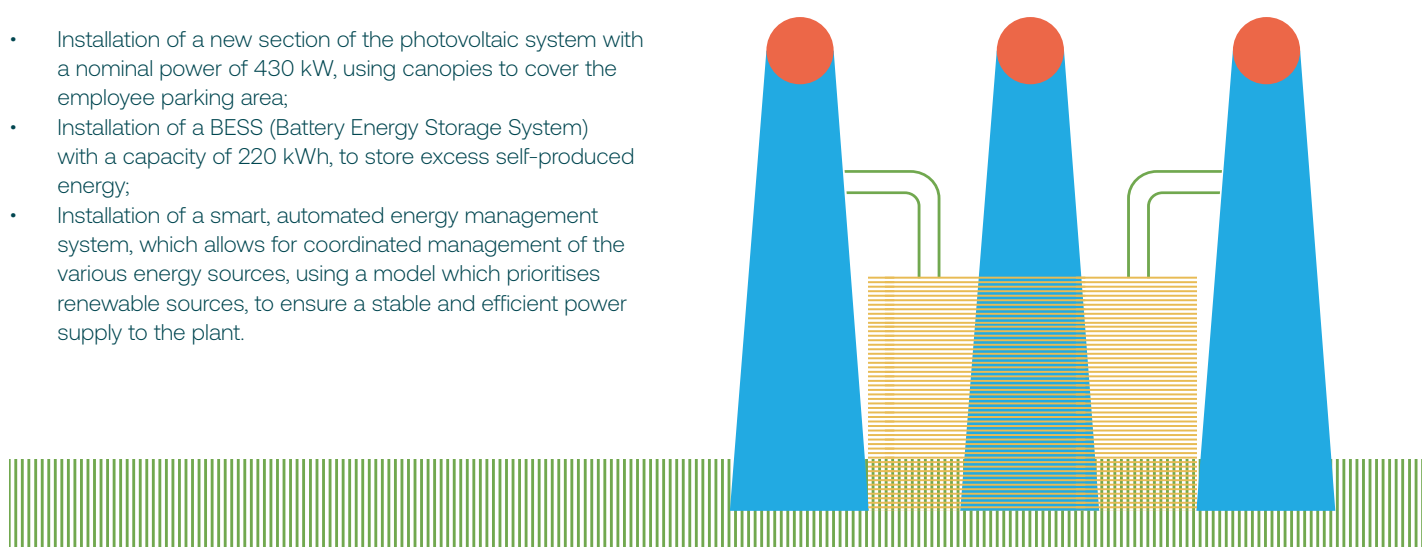 • Installation of a new section of the photovoltaic system with
a nominal power of 430 kW, using canopies to cover the
employee parking area;
• Installation of a BESS (Battery Energy Storage System)
with a capacity of 220 kWh, to store excess self-produced
energy;
• Installation of a smart, automated energy management
system, which allows for coordinated management of the
various energy sources, using a model which prioritises
renewable sources, to ensure a stable and efficient power
supply to the plant.